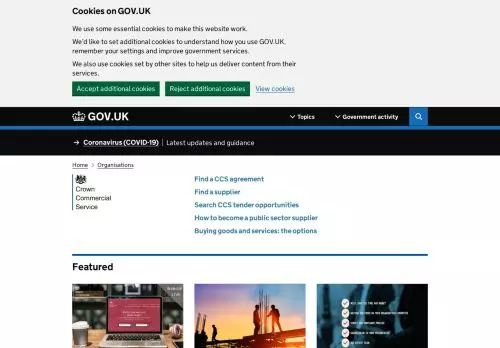 Cookies on GOV.UK
We use some essential cookies to make this website work.
We'd like to set additional cookies to understand how you use GOV.UK,
remember your settings and improve government services.
We also use cookies set by other sites to help us deliver content from their
services.
Accept additional cookies Reject additional cookies View cookies
GOV.UK Topics Government activity
→ Coronavirus (COVID-19) Latest updates and guidance
Home > Organisations
Crown
Commercial
Service
Find a CCS agreement
Find a supplier
Search CCS tender opportunities
How to become a public sector supplier
Buying goods and services: the options
Featured